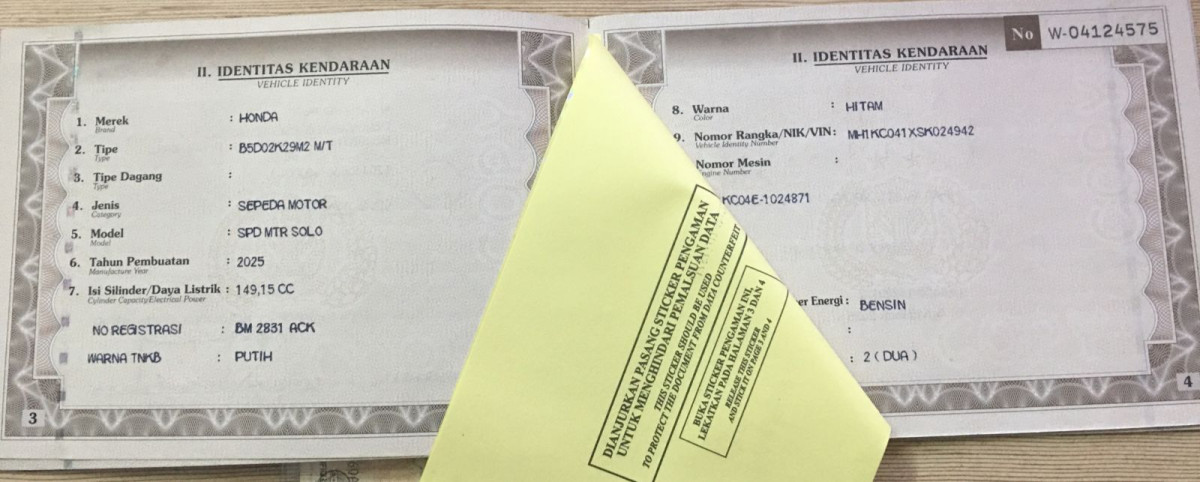 II. IDENTITAS KENDARAAN
VEHICLE IDENTITY
1. Merek : HONDA
Brand
2. Tipe : B5D02K29M2 M/T
Type
3. Tipe Dagang :
Type
4. Jenis : SEPEDA MOTOR
Category
5. Model : SPD MTR SOLO
Model
6. Tahun Pembuatan : 2025
Manufacture Year
7. Isi Silinder/Daya Listrik : 149,15 CC
Cylinder Capacity/Electrical Power
NO REGISTRASI : BM 2831 ACK
WARNA TNKB : PUTIH
3
No W-04124575
II. IDENTITAS KENDARAAN
VEHICLE IDENTITY
8. Warna : HITAM
Color
9. Nomor Rangka/NIK/VIN: MH1KC041XSK024942
Vehicle Identity Number
Nomor Mesin :
Engine Number
KC04E-1024871
er Energi : BENSIN
:
: 2 ( DUA )
4
DIANJURKAN PASANG STICKER PENGAMAN
UNTUK MENGHINDARI PEMALSUAN DATA
THIS STICKER SHOULD BE USED
TO PROTECT THE DOCUMENT FROM DATA COUNTERFEIT
BUKA STICKER PENGAMAN INI,
LEKATKAN PADA HALAMAN 3 DAN 4
RELEASE THIS STICKER
AND STICK IT ON PAGE 3 AND 4